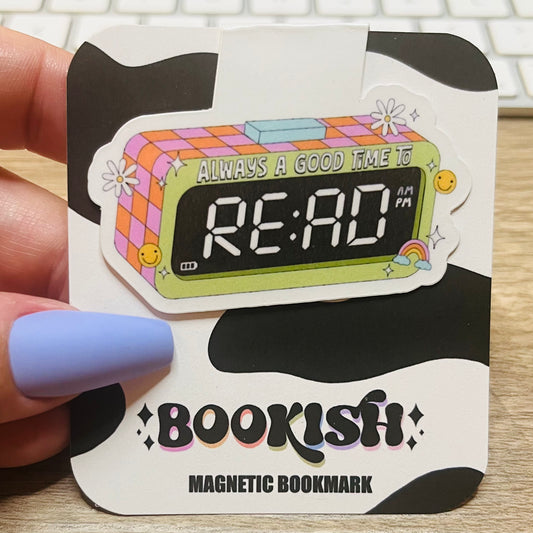 ALWAYS A GOOD TIME TO
RE:AD
AM
PM
BOOKISH
MAGNETIC BOOKMARK